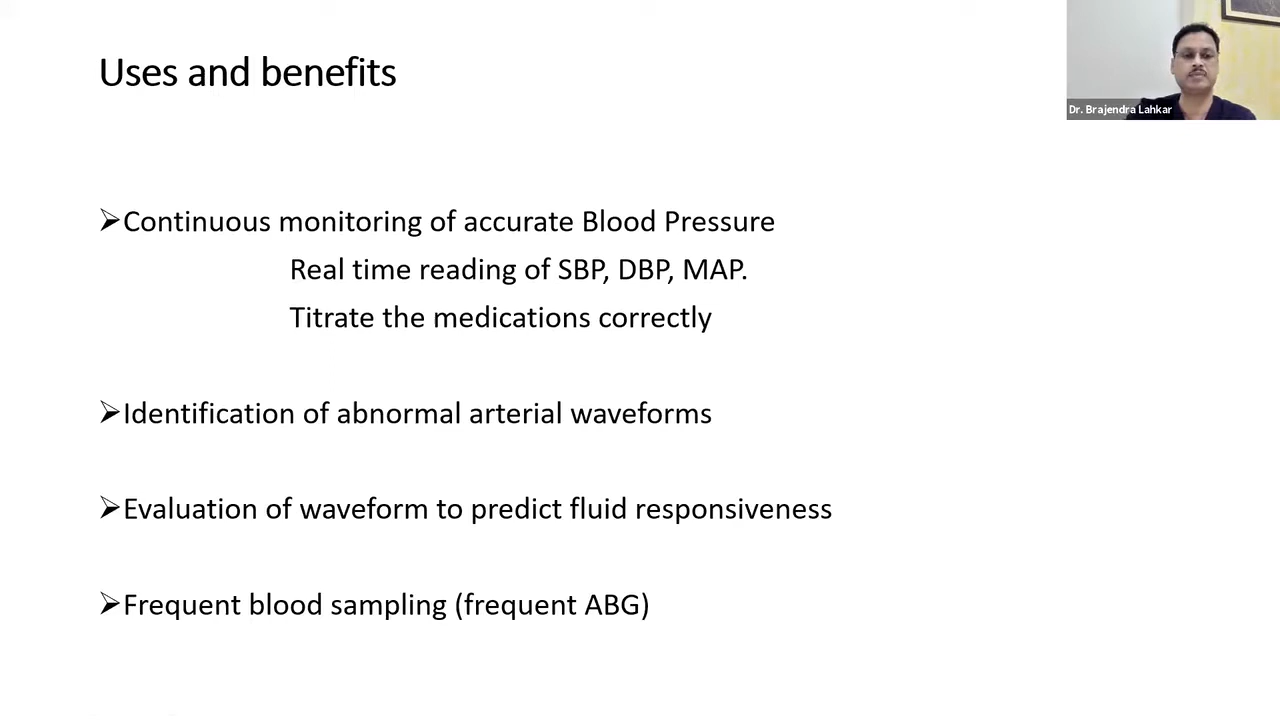 Uses and benefits
Dr. Brajendra Lahkar
➢Continuous monitoring of accurate Blood Pressure
Real time reading of SBP, DBP, MAP.
Titrate the medications correctly
➢Identification of abnormal arterial waveforms
➢Evaluation of waveform to predict fluid responsiveness
➢Frequent blood sampling (frequent ABG)